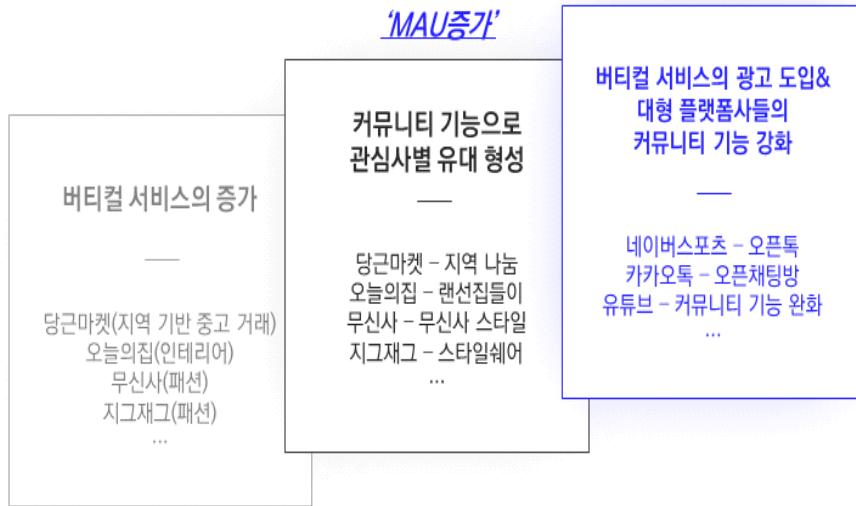 'MAU증가'
버티컬 서비스의 증가
당근마켓(지역 기반 중고 거래)
오늘의집(인테리어)
무신사(패션)
지그재그(패션)
...
커뮤니티 기능으로
관심사별 유대 형성
당근마켓 – 지역 나눔
오늘의집 – 랜선집들이
무신사 – 무신사 스타일
지그재그 – 스타일쉐어
...
버티컬 서비스의 광고 도입&
대형 플랫폼사들의
커뮤니티 기능 강화
네이버스포츠 – 오픈톡
카카오톡 – 오픈채팅방
유튜브 – 커뮤니티 기능 완화
...